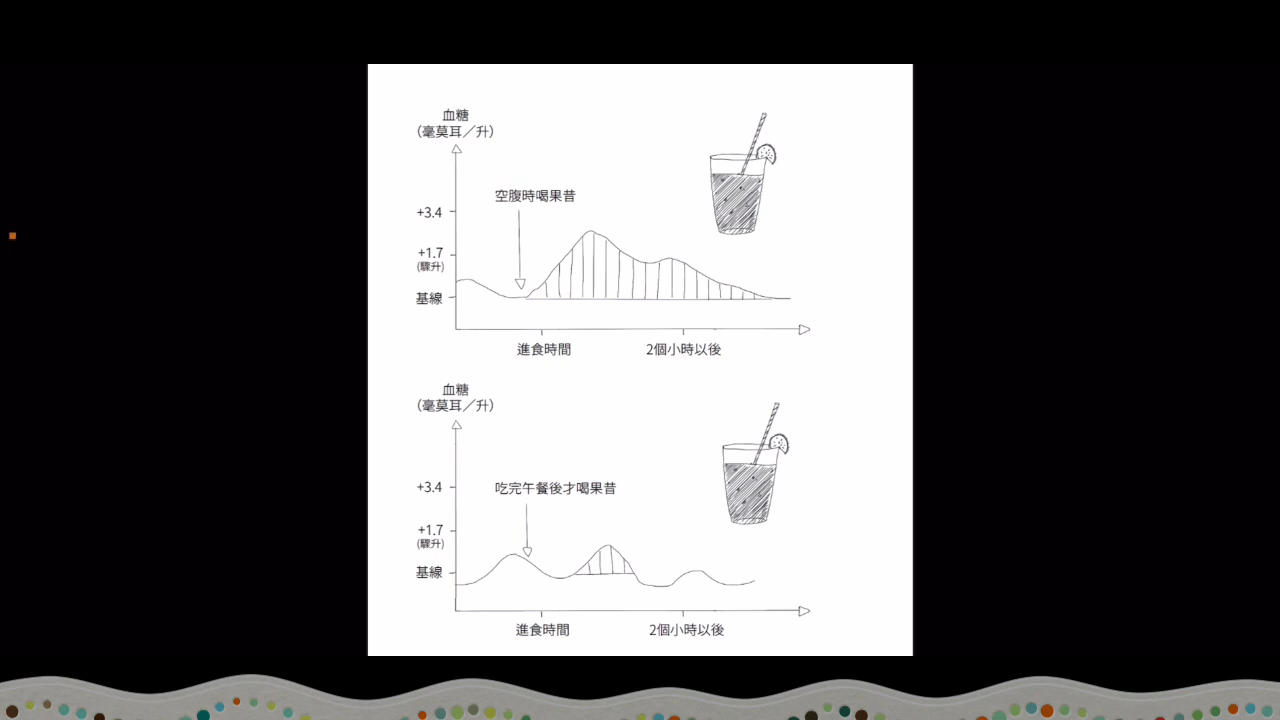 血糖
(毫莫耳／升)
空腹時喝果昔
+3.4
+1.7
(驟升)
基線
進食時間
2個小時以後
血糖
(毫莫耳／升)
+3.4
吃完午餐後才喝果昔
+1.7
(驟升)
基線
進食時間
2個小時以後